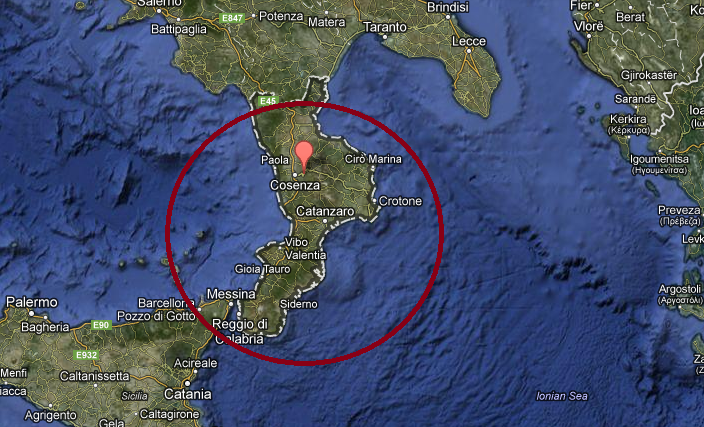 Salerno
Battipaglia
E847
Potenza
Matera
Taranto
Brindisi
Lecce
Fier
Berat
Vlorë
Gjirokastër
Sarandë
Kerkira
(Κέρκυρα)
Igoumenitsa
(Ηγουμενίτσα)
Preveza
(Πρέβεζα)
Argostoli
(Αργοστόλι)
E45
Paola
Cirò Marina
Cosenza
Crotone
Catanzaro
Vibo
Valentia
Gioia Tauro
Siderno
Messina
Reggio di
Calabria
Palermo
Bagheria
Barcellona
Pozzo di Gotto
E90
E932
Acireale
Menfi
Caltanissetta
Sicilia
Catania
Agrigento
Caltagirone
Gela
Ionian Sea